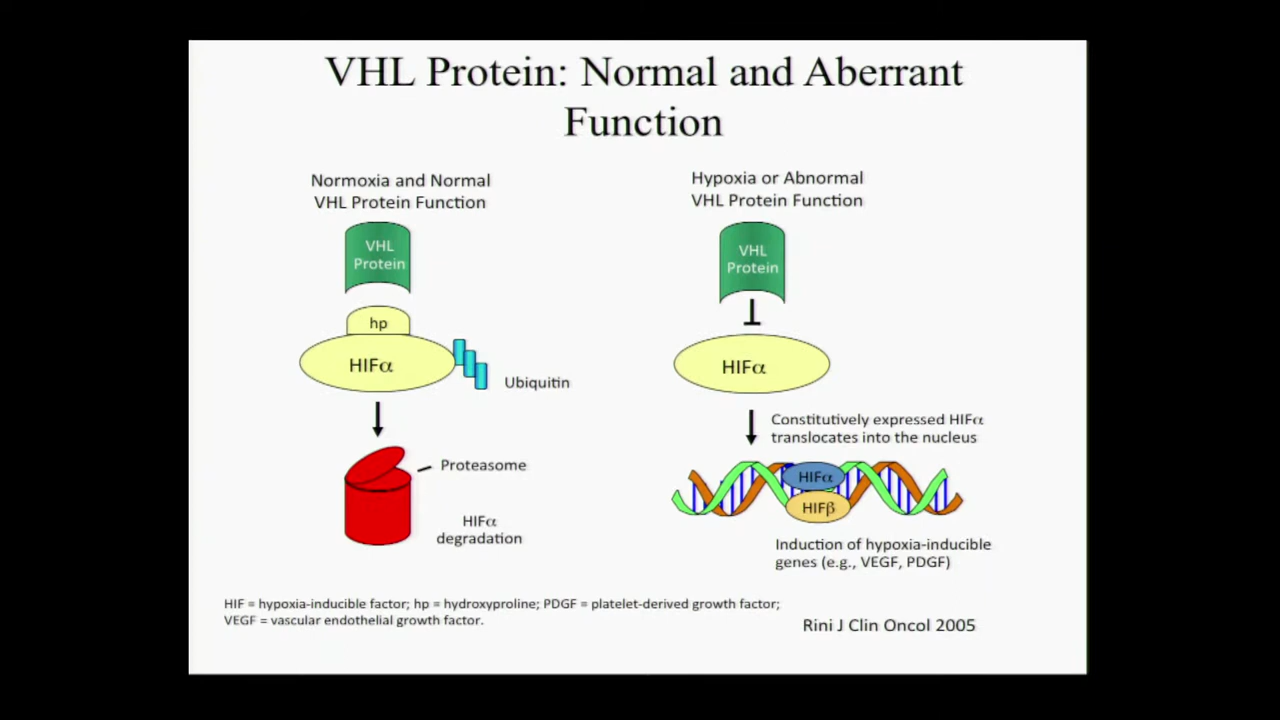 VHL Protein: Normal and Aberrant
Function
Normoxia and Normal
VHL Protein Function
VHL
Protein
hp
HIFα
Ubiquitin
Proteasome
HIFα
degradation
Hypoxia or Abnormal
VHL Protein Function
VHL
Protein
HIFα
Constitutively expressed HIFα
translocates into the nucleus
HIFα
HIFβ
Induction of hypoxia-inducible
genes (e.g., VEGF, PDGF)
HIF = hypoxia-inducible factor; hp = hydroxyproline; PDGF = platelet-derived growth factor;
VEGF = vascular endothelial growth factor.
Rini J Clin Oncol 2005